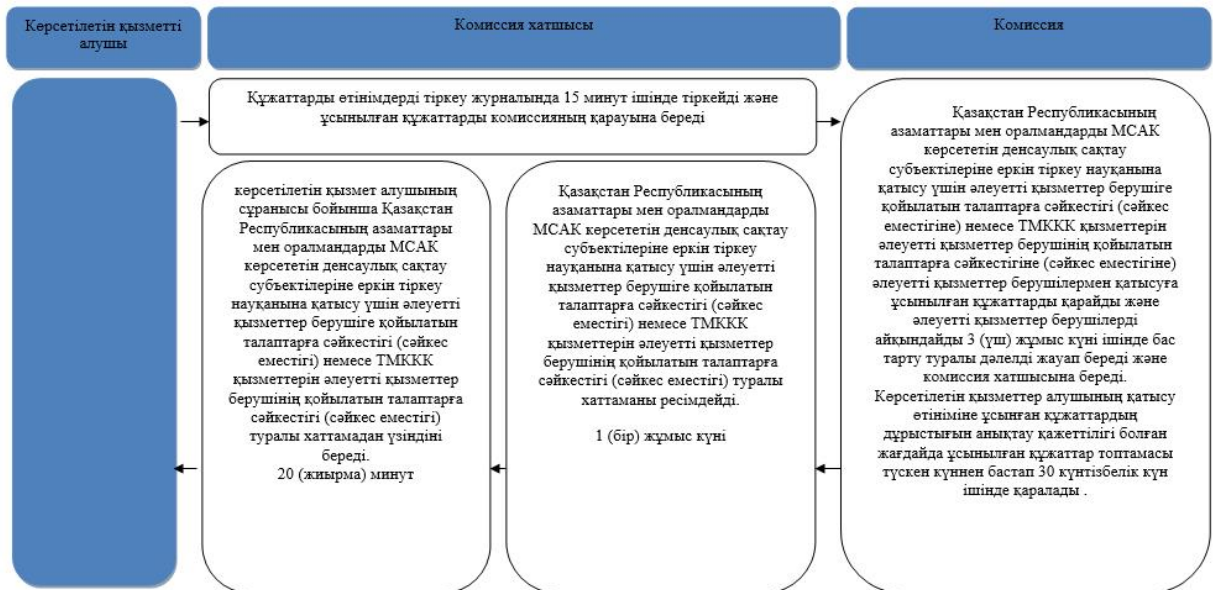 Көрсетілетін қызметті
алушы
Комиссия хатшысы
Комиссия
Құжаттарды өтінімдерді тіркеу журналында 15 минут ішінде тіркейді және
ұсынылған құжаттарды комиссияның қарауына береді
көрсетілетін қызмет алушының
сұранысы бойынша Қазақстан
Республикасының азаматтары
мен оралмандарды МСАК
көрсететін денсаулық сақтау
субъектілеріне еркін тіркеу
науқанына қатысу үшін әлеуетті
қызметтер берушіге қойылатын
талаптарға сәйкестігі (сәйкес
еместігі) немесе ТМККК
қызметтерін әлеуетті қызметтер
берушінің қойылатын талаптарға
сәйкестігі (сәйкес еместігі)
туралы хаттамадан үзіндіні
береді.
20 (жиырма) минут
Қазақстан Республикасының
азаматтары мен оралмандарды
МСАК көрсететін денсаулық сақтау
субъектілеріне еркін тіркеу
науқанына қатысу үшін әлеуетті
қызметтер берушіге қойылатын
талаптарға сәйкестігі (сәйкес
еместігі) немесе ТМККК
қызметтерін әлеуетті қызметтер
берушінің қойылатын талаптарға
сәйкестігі (сәйкес еместігі) туралы
хаттаманы ресімдейді.
1 (бір) жұмыс күні
Қазақстан Республикасының
азаматтары мен оралмандарды МСАК
көрсететін денсаулық сақтау
субъектілеріне еркін тіркеу науқанына
қатысу үшін әлеуетті қызметтер берушіге
қойылатын талаптарға сәйкестігі (сәйкес
еместігіне) немесе ТМККК қызметтерін
әлеуетті қызметтер берушінің қойылатын
талаптарға сәйкестігіне (сәйкес еместігіне)
әлеуетті қызметтер берушілермен қатысуға
ұсынылған құжаттарды қарайды және
әлеуетті қызметтер берушілерді
айқындайды 3 (үш) жұмыс күні ішінде бас
тарту туралы дәлелді жауап береді және
комиссия хатшысына береді.
Көрсетілетін қызметтер алушының қатысу
өтініміне ұсынған құжаттардың
дұрыстығын анықтау қажеттілігі болған
жағдайда ұсынылған құжаттар топтамасы
түскен күннен бастап 30 күнтізбелік күн
ішінде қаралады .